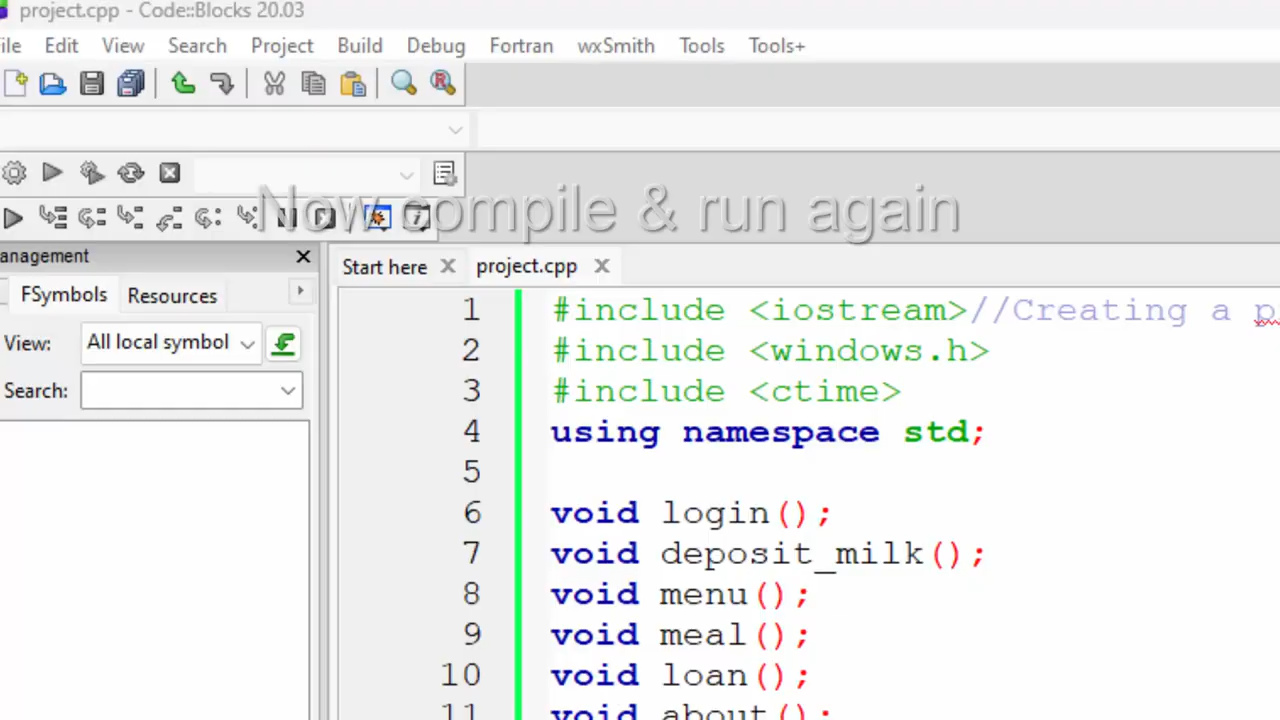 project.cpp - Code::Blocks 20.03
ile Edit View Search Project Build Debug Fortran wxSmith Tools Tools+
Now compile & run again
anagement
FSymbols Resources
View: All local symbol
Search:
Start here project.cpp
1 #include <iostream>//Creating a p
2 #include <windows.h>
3 #include <ctime>
4 using namespace std;
5
6 void login();
7 void deposit_milk();
8 void menu();
9 void meal();
10 void loan();
11 void about();